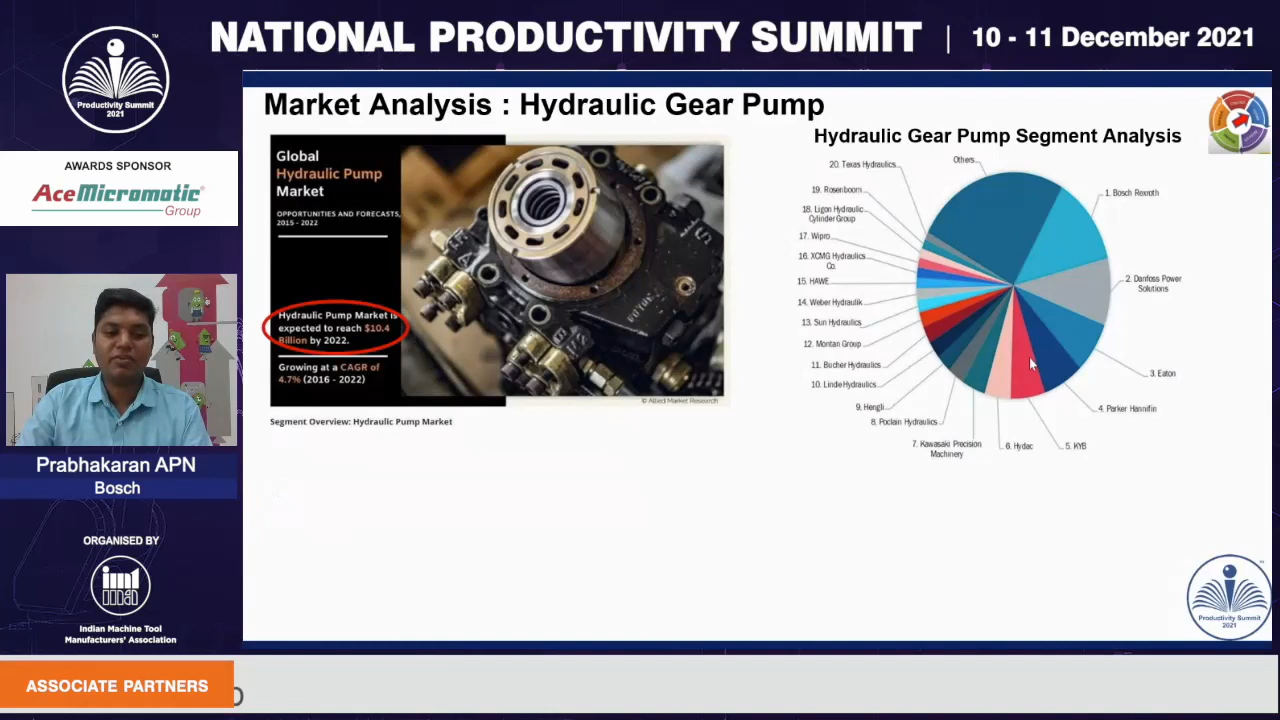 NATIONAL PRODUCTIVITY SUMMIT | 10 - 11 December 2021
Productivity Summit
2021
AWARDS SPONSOR
AceMicromatic
Group
Prabhakaran APN
Bosch
ORGANISED BY
Indian Machine Tool
Manufacturers' Association
ASSOCIATE PARTNERS
Market Analysis : Hydraulic Gear Pump
Global
Hydraulic Pump
Market
OPPORTUNITIES AND FORECASTS,
2015 - 2022
Hydraulic Pump Market is
expected to reach $10.4
Billion by 2022.
Growing at a CAGR of
4.7% (2016 - 2022)
© Allied Market Research
Segment Overview: Hydraulic Pump Market
Hydraulic Gear Pump Segment Analysis
Others
1. Bosch Rexroth
2. Danfoss Power
Solutions
3. Eaton
4. Parker Hannifin
5. KYB
6. Hydac
7. Kawasaki Precision
Machinery
8. Poclain Hydraulics
9. Hengli
10. Linde Hydraulics
11. Bucher Hydraulics
12. Montan Group
13. Sun Hydraulics
14. Weber Hydraulik
15. HAWE
16. XCMG Hydraulics
Co.
17. Wipro
18. Ligon Hydraulic
Cylinder Group
19. Rosenboom
20. Texas Hydraulics
Productivity Summit
2021